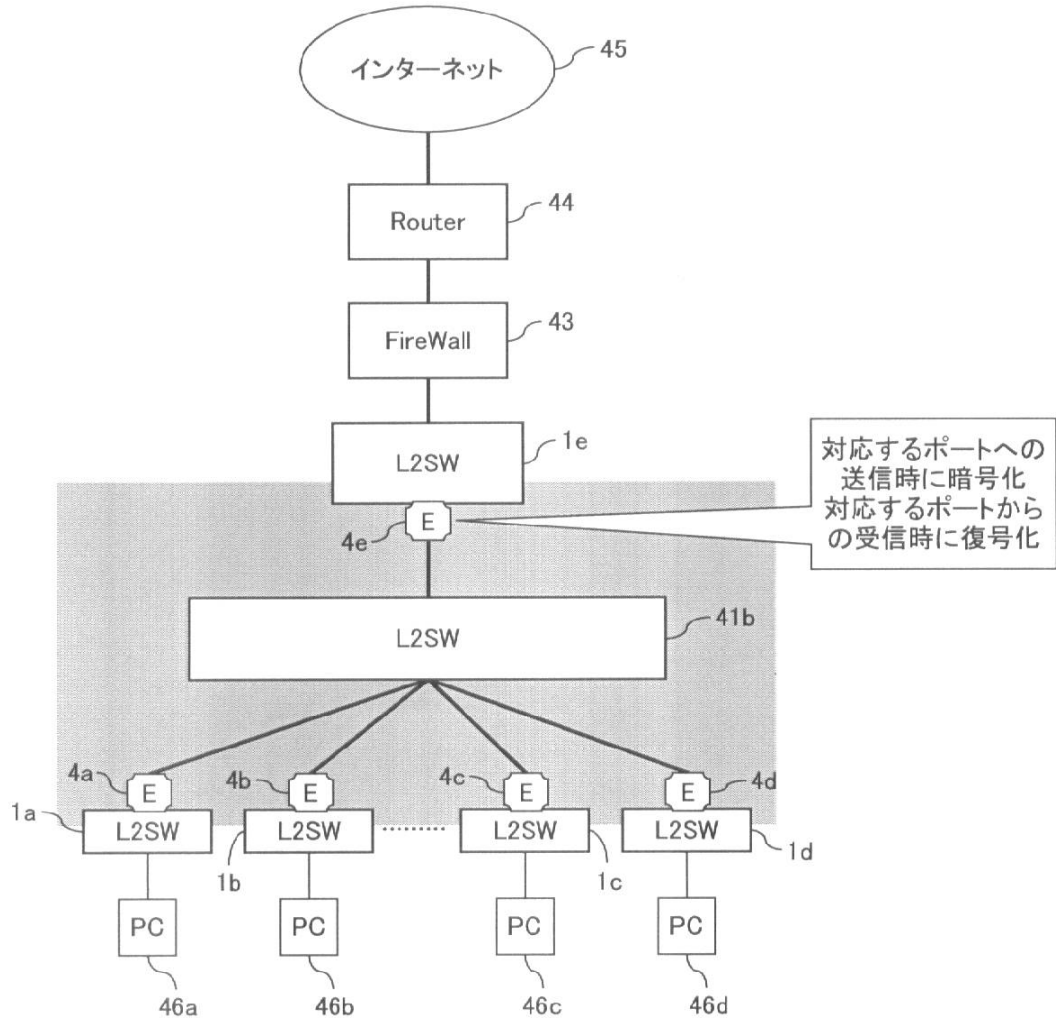 インターネット
45
Router
44
FireWall
43
L2SW
1e
E
4e
対応するポートへの
送信時に暗号化
対応するポートから
の受信時に復号化
L2SW
41b
4a
E
4b
E
4c
E
4d
E
1a
L2SW
L2SW
........
L2SW
L2SW
1b
1c
1d
PC
PC
PC
PC
46a
46b
46c
46d